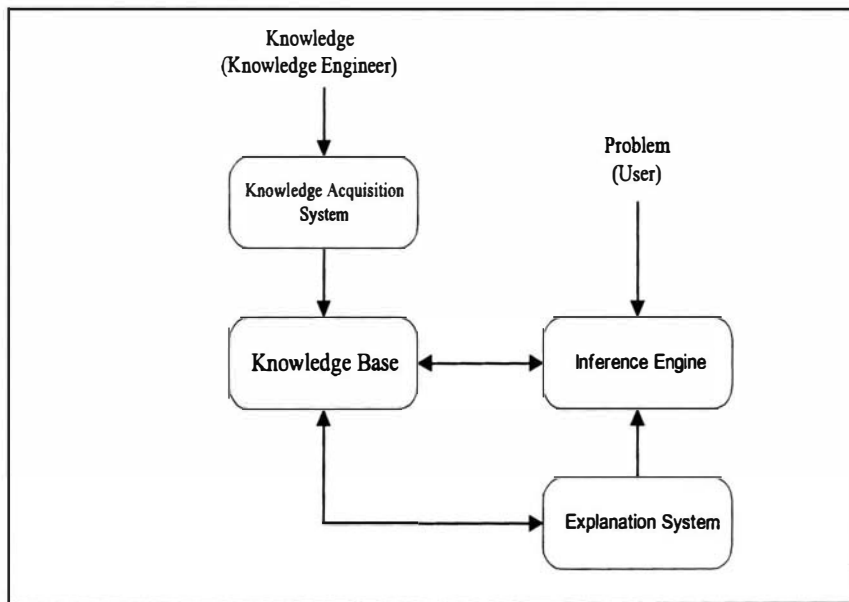 Knowledge
(Knowledge Engineer)
Problem
(User)
Knowledge Acquisition
System
Knowledge Base
Inference Engine
Explanation System